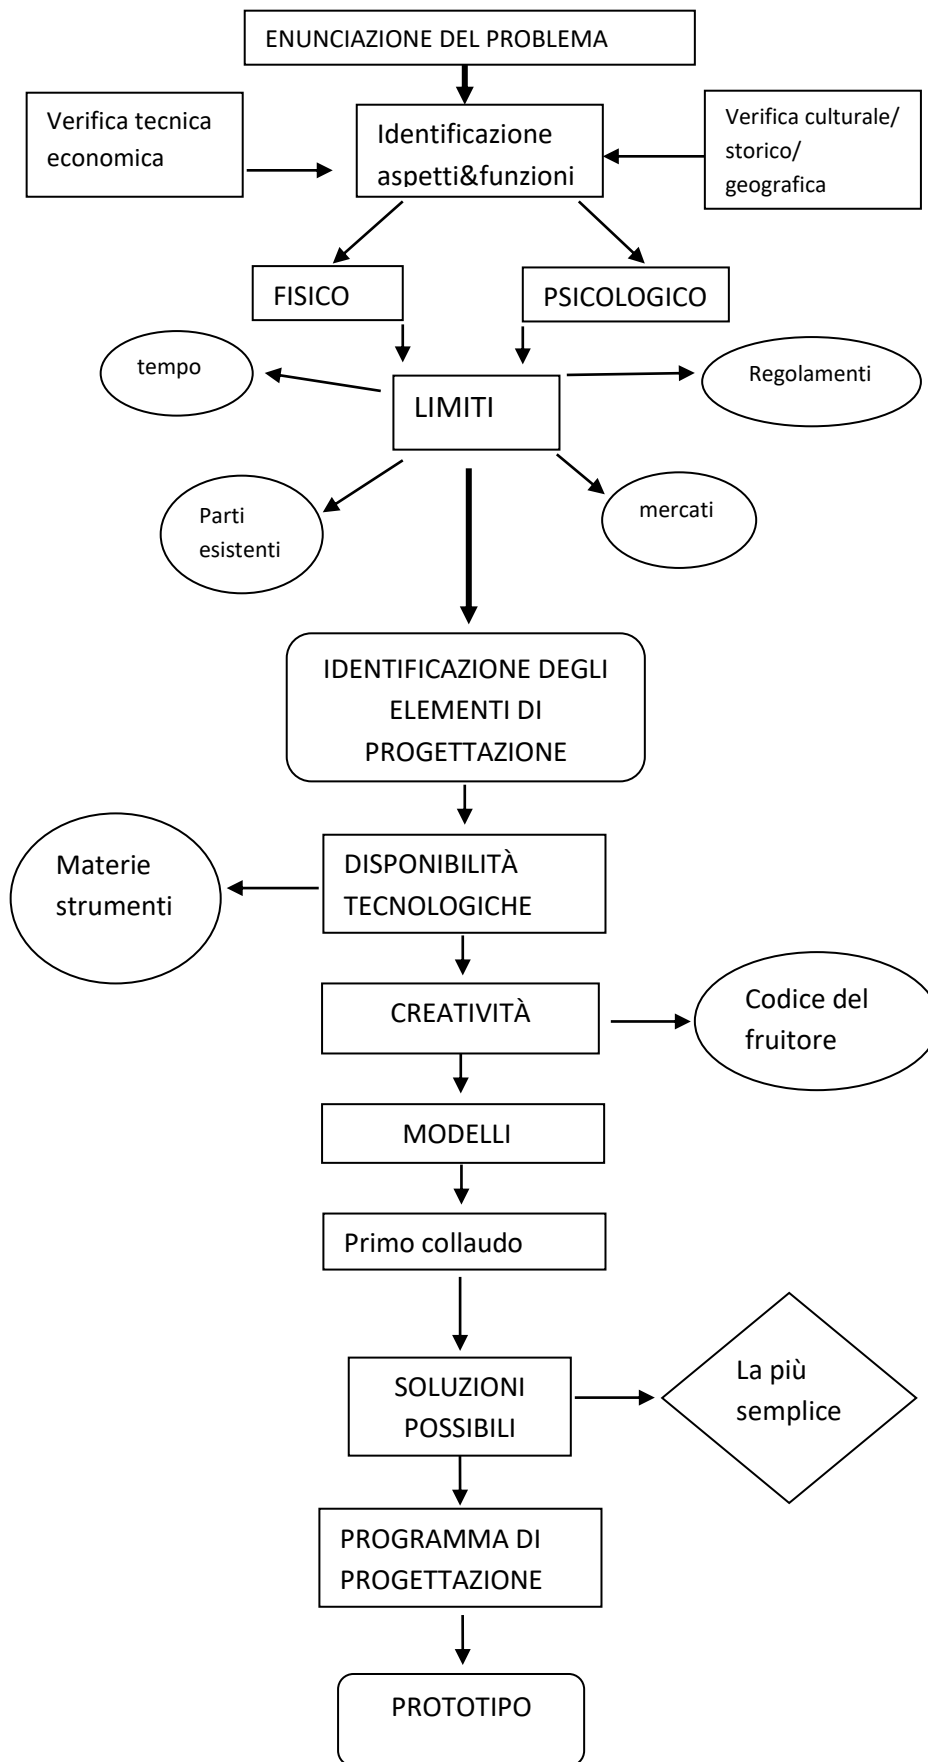 ENUNCIAZIONE DEL PROBLEMA
Verifica tecnica
economica
Identificazione
aspetti&funzioni
Verifica culturale/
storico/
geografica
FISICO
PSICOLOGICO
tempo
LIMITI
Regolamenti
Parti
esistenti
mercati
IDENTIFICAZIONE DEGLI
ELEMENTI DI
PROGETTAZIONE
Materie
strumenti
DISPONIBILITÀ
TECNOLOGICHE
CREATIVITÀ
Codice del
fruitore
MODELLI
Primo collaudo
SOLUZIONI
POSSIBILI
La più
semplice
PROGRAMMA DI
PROGETTAZIONE
PROTOTIPO